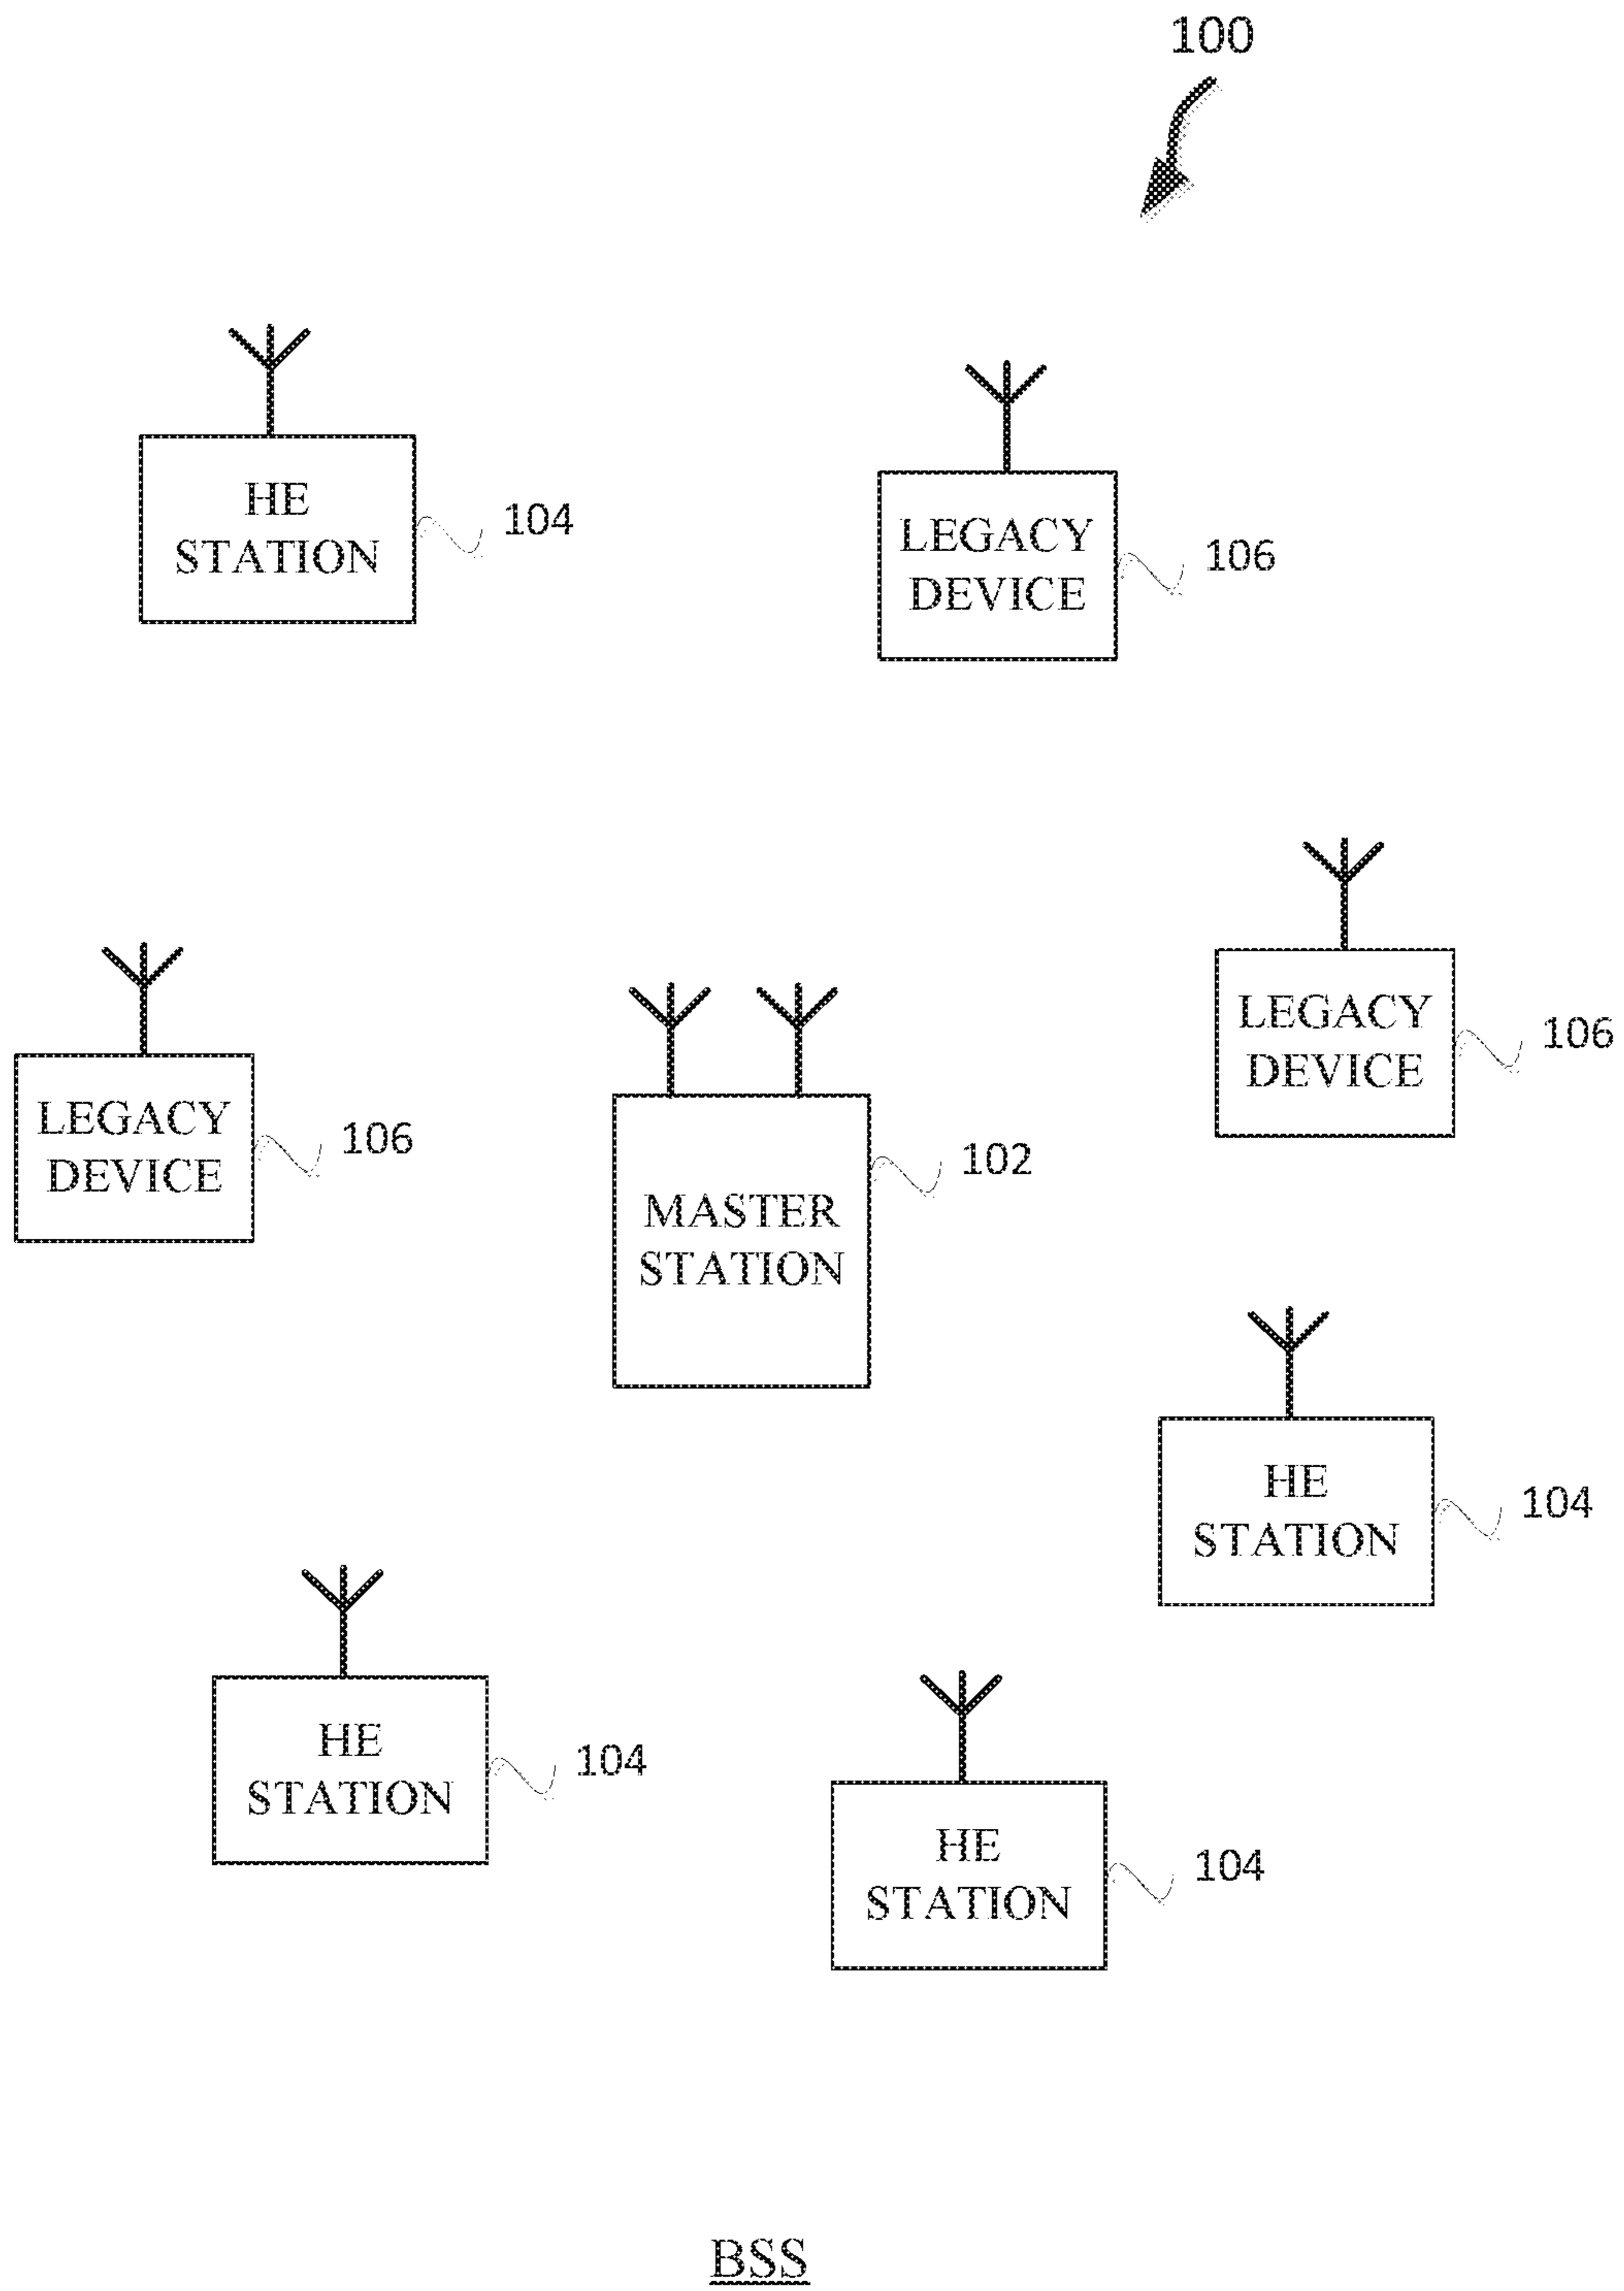 100
HE
STATION
104
LEGACY
DEVICE
106
LEGACY
DEVICE
106
LEGACY
DEVICE
106
MASTER
STATION
102
HE
STATION
104
HE
STATION
104
HE
STATION
104
BSS